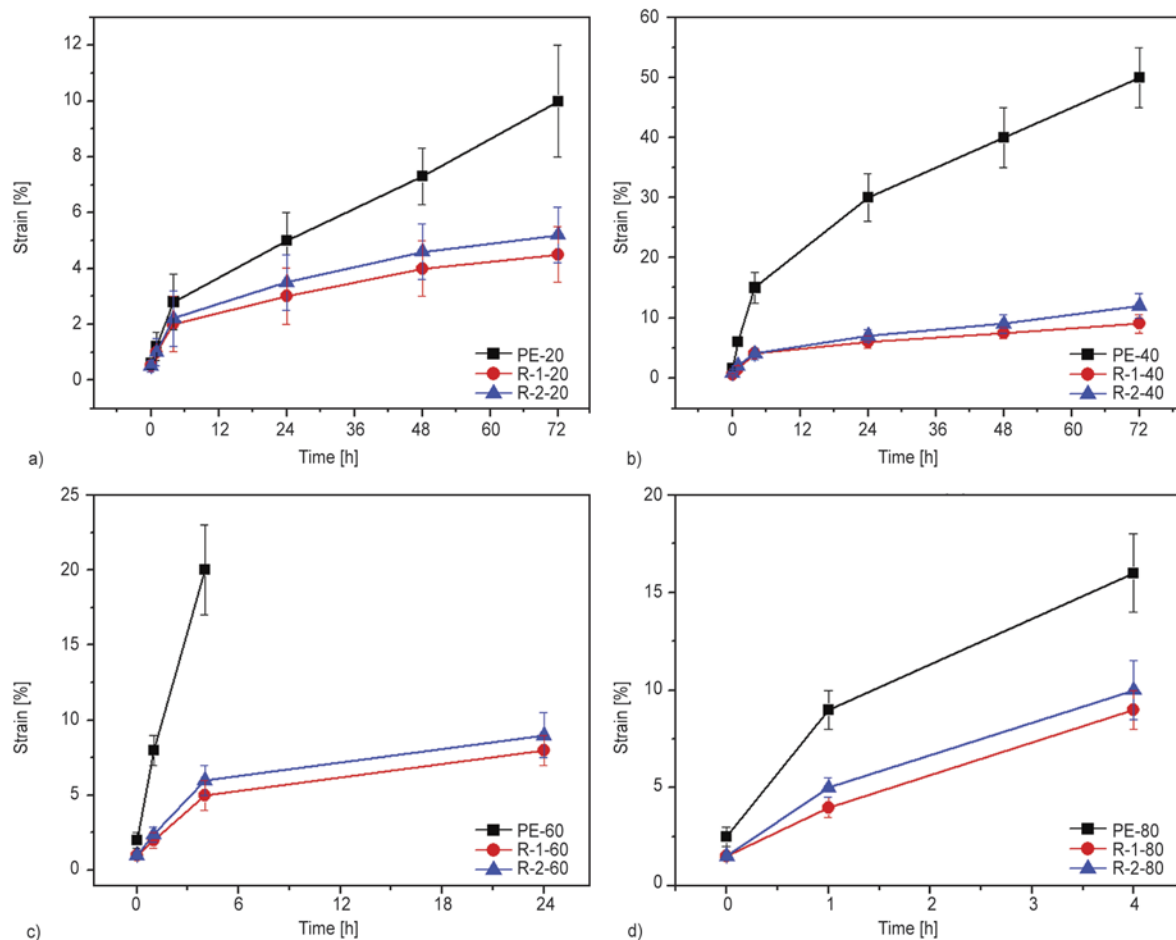 12
10
8
6
4
2
0
Strain [%]
PE-20
R-1-20
R-2-20
0 12 24 36 48 60 72
Time [h]
a)
60
50
40
30
20
10
0
Strain [%]
PE-40
R-1-40
R-2-40
0 12 24 36 48 60 72
Time [h]
b)
25
20
15
10
5
0
Strain [%]
PE-60
R-1-60
R-2-60
0 6 12 18 24
Time [h]
c)
20
15
10
5
0
Strain [%]
PE-80
R-1-80
R-2-80
0 1 2 3 4
Time [h]
d)